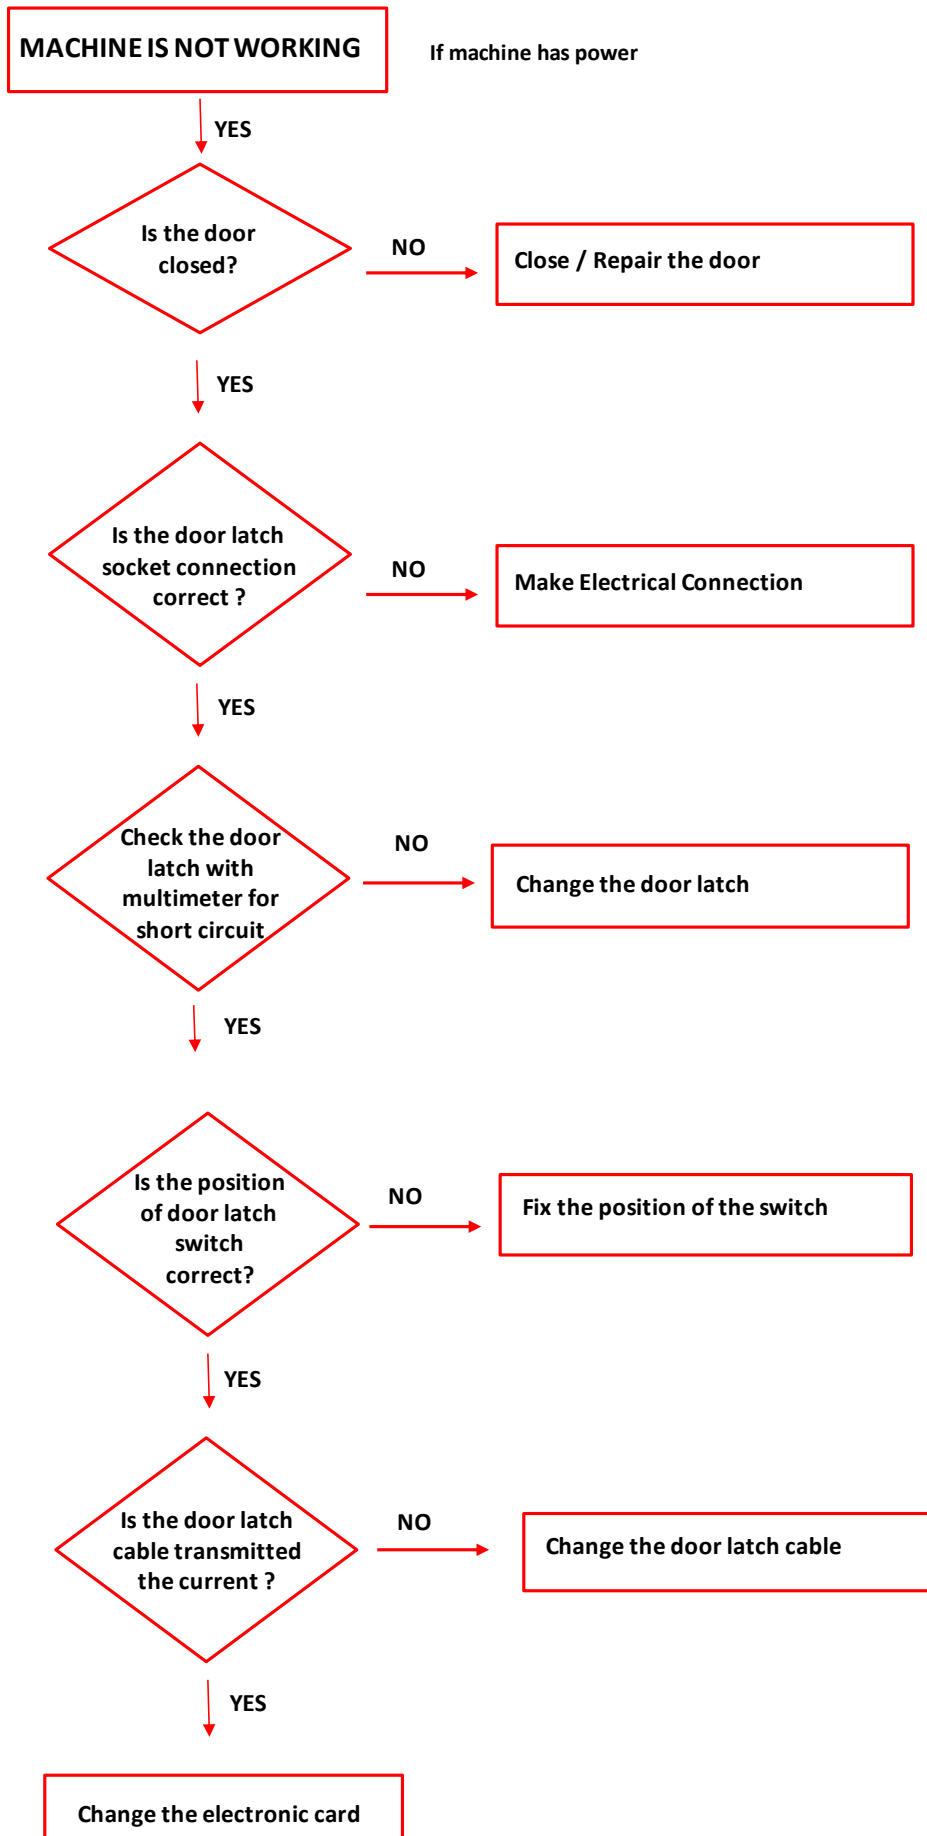 MACHINE IS NOT WORKING
If machine has power
YES
Is the door
closed?
NO
Close / Repair the door
YES
Is the door latch
socket connection
correct ?
NO
Make Electrical Connection
YES
Check the door
latch with
multimeter for
short circuit
NO
Change the door latch
YES
Is the position
of door latch
switch
correct?
NO
Fix the position of the switch
YES
Is the door latch
cable transmitted
the current ?
NO
Change the door latch cable
YES
Change the electronic card